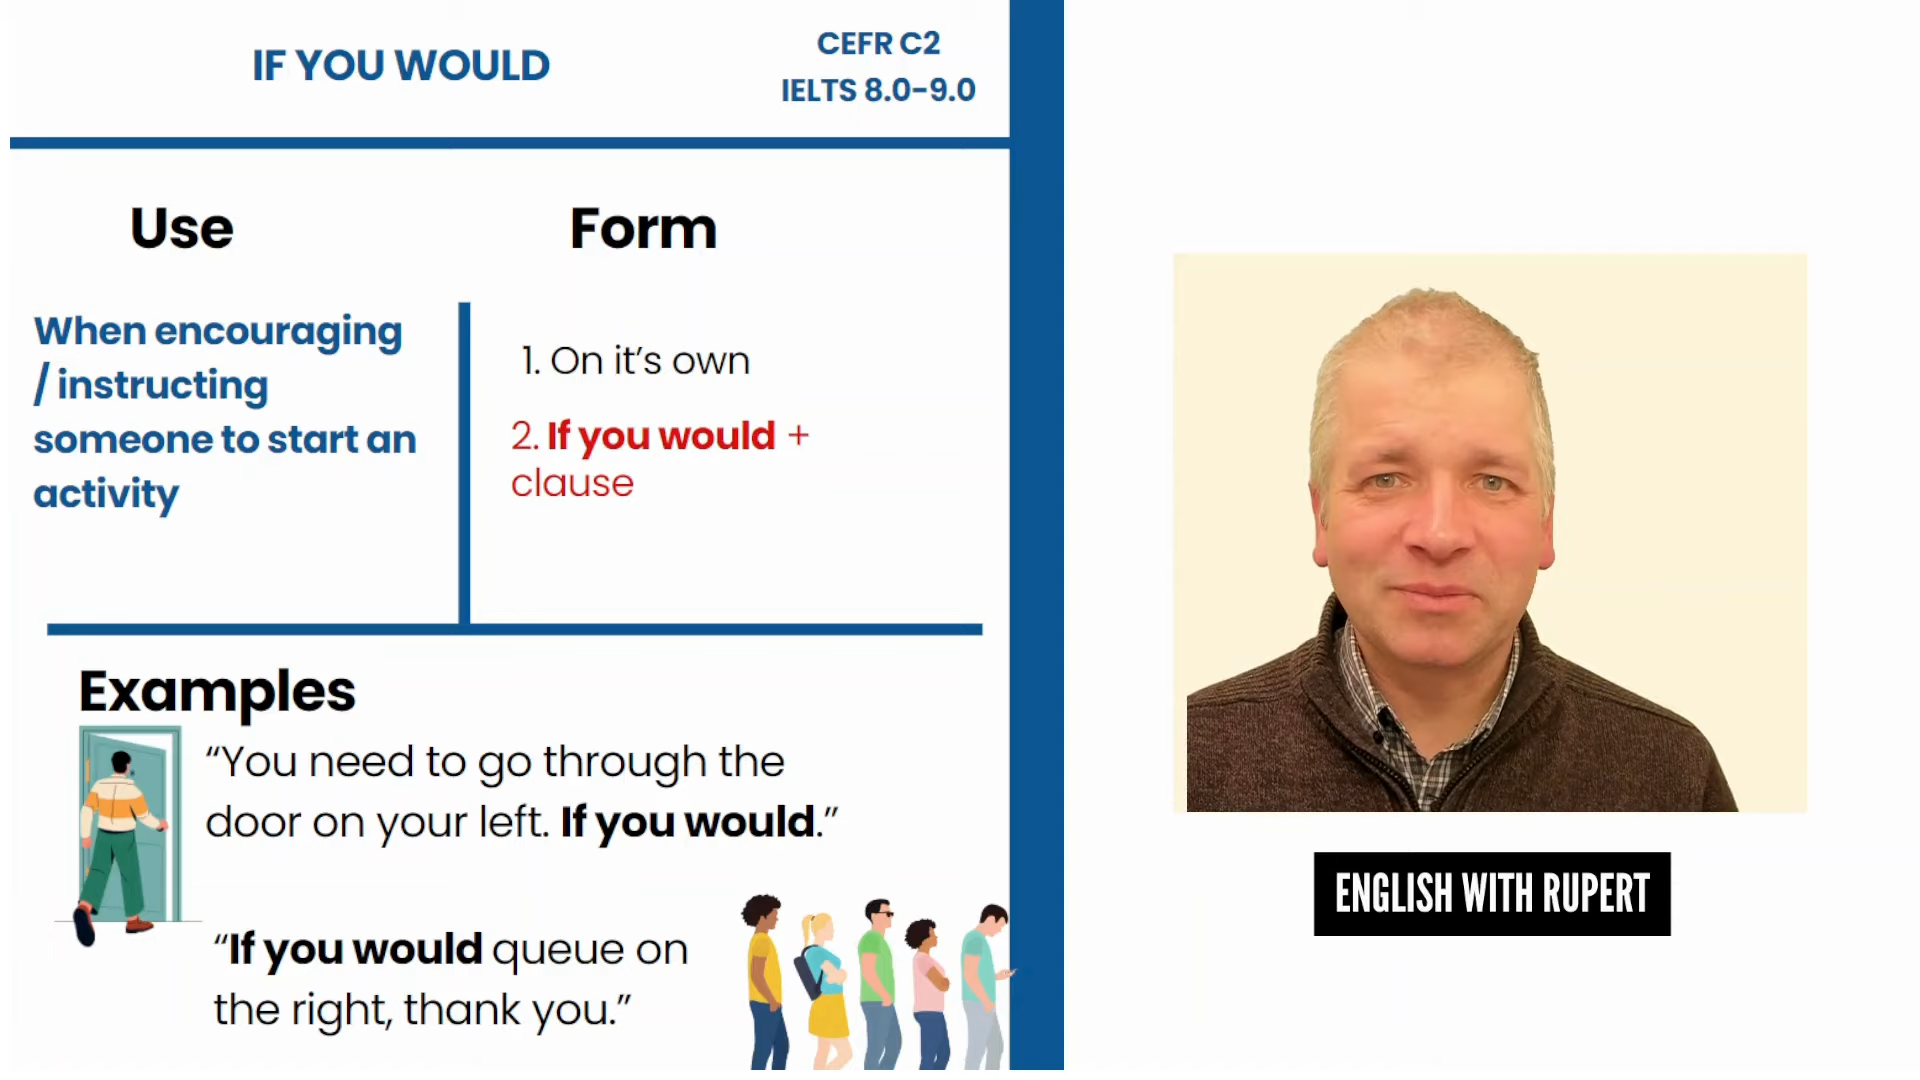 IF YOU WOULD
CEFR C2
IELTS 8.0-9.0
Use
Form
When encouraging
/ instructing
someone to start an
activity
1. On it’s own
2. If you would +
clause
Examples
“You need to go through the
door on your left. If you would.”
“If you would queue on
the right, thank you.”
ENGLISH WITH RUPERT